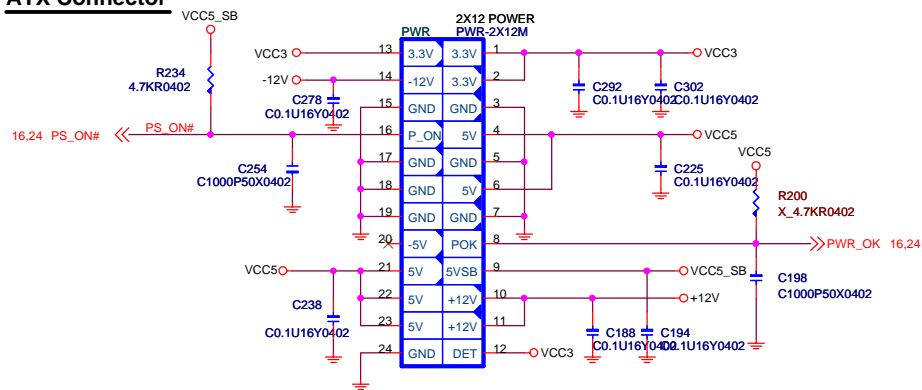 ATX Connector
VCC5_SB
2X12 POWER
PWR
PWR-2X12M
VCC3
13
3.3V
3.3V
1
VCC3
R234
4.7KR0402
-12V
14
-12V
3.3V
2
C292
C0.1U16Y0402
C302
C0.1U16Y0402
C278
C0.1U16Y0402
15
GND
GND
3
16,24 PS_ON#
PS_ON#
16
P_ON
5V
4
VCC5
C254
C1000P50X0402
17
GND
GND
5
C225
C0.1U16Y0402
VCC5
18
GND
5V
6
R200
X_4.7KR0402
19
GND
GND
7
20
-5V
POK
8
PWR_OK 16,24
VCC5
21
5V
5VSB
9
VCC5_SB
C198
C1000P50X0402
22
5V
+12V
10
+12V
C238
C0.1U16Y0402
23
5V
+12V
11
C188
C0.1U16Y0402
C194
C0.1U16Y0402
24
GND
DET
12
VCC3